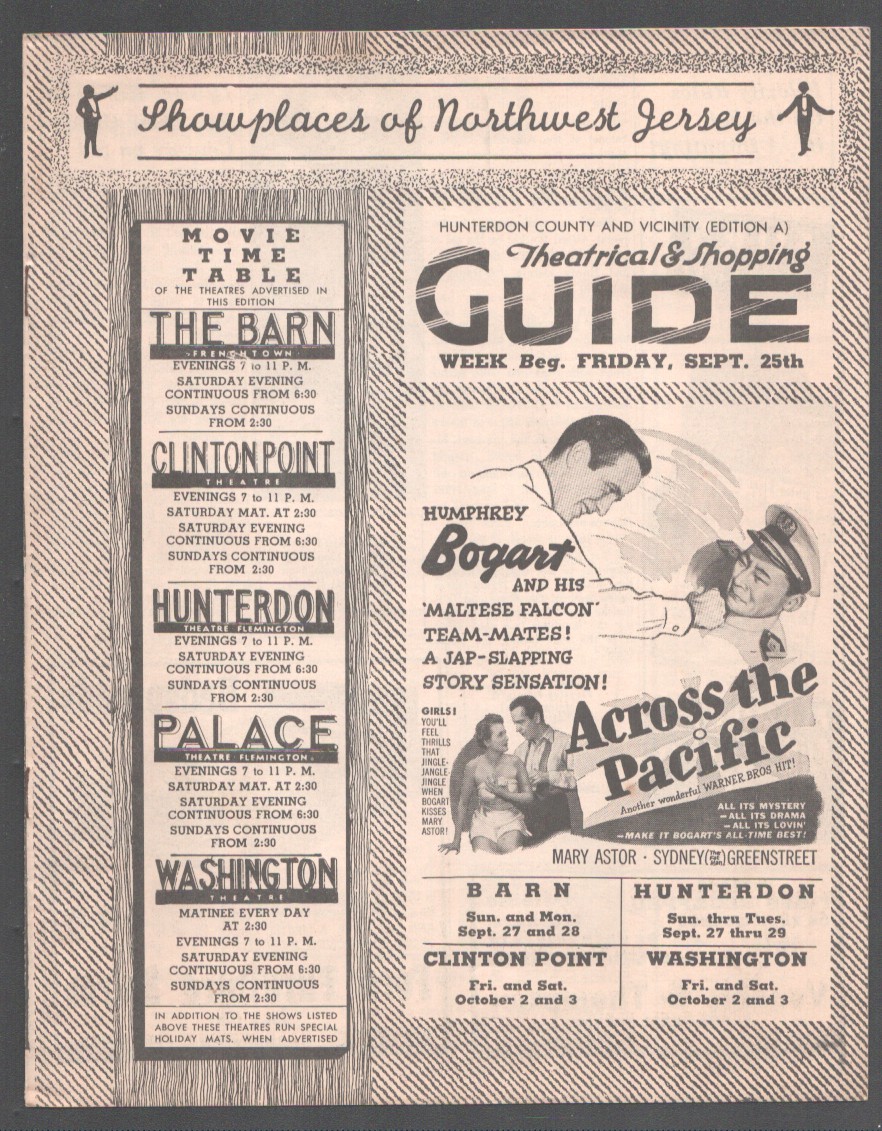 Showplaces of Northwest Jersey
MOVIE
TIME
TABLE
OF THE THEATRES ADVERTISED IN
THIS EDITION
THE BARN
FRENCHTOWN
EVENINGS 7 to 11 P. M.
SATURDAY EVENING
CONTINUOUS FROM 6:30
SUNDAYS CONTINUOUS
FROM 2:30
CLINTON POINT
THEATRE
EVENINGS 7 to 11 P. M.
SATURDAY MAT. AT 2:30
SATURDAY EVENING
CONTINUOUS FROM 6:30
SUNDAYS CONTINUOUS
FROM 2:30
HUNTERDON
THEATRE FLEMINGTON
EVENINGS 7 to 11 P. M.
SATURDAY EVENING
CONTINUOUS FROM 6:30
SUNDAYS CONTINUOUS
FROM 2:30
PALACE
THEATRE FLEMINGTON
EVENINGS 7 to 11 P. M.
SATURDAY MAT. AT 2:30
SATURDAY EVENING
CONTINUOUS FROM 6:30
SUNDAYS CONTINUOUS
FROM 2:30
WASHINGTON
THEATRE
MATINEE EVERY DAY
AT 2:30
EVENINGS 7 to 11 P. M.
SATURDAY EVENING
CONTINUOUS FROM 6:30
SUNDAYS CONTINUOUS
FROM 2:30
IN ADDITION TO THE SHOWS LISTED
ABOVE THESE THEATRES RUN SPECIAL
HOLIDAY MATS. WHEN ADVERTISED
HUNTERDON COUNTY AND VICINITY (EDITION A)
Theatrical & Shopping
GUIDE
WEEK Beg. FRIDAY, SEPT. 25th
HUMPHREY
Bogart
AND HIS
'MALTESE FALCON'
TEAM-MATES!
A JAP-SLAPPING
STORY SENSATION!
GIRLS!
YOU'LL
FEEL
THRILLS
THAT
JINGLE-
JANGLE-
JINGLE
WHEN
BOGART
KISSES
MARY
ASTOR!
Across the
Pacific
Another wonderful WARNER BROS HIT!
ALL ITS MYSTERY
—ALL ITS DRAMA
—ALL ITS LOVIN'
—MAKE IT BOGART'S ALL-TIME BEST!
MARY ASTOR · SYDNEY (The Fat Man) GREENSTREET
BARN
Sun. and Mon.
Sept. 27 and 28
HUNTERDON
Sun. thru Tues.
Sept. 27 thru 29
CLINTON POINT
Fri. and Sat.
October 2 and 3
WASHINGTON
Fri. and Sat.
October 2 and 3